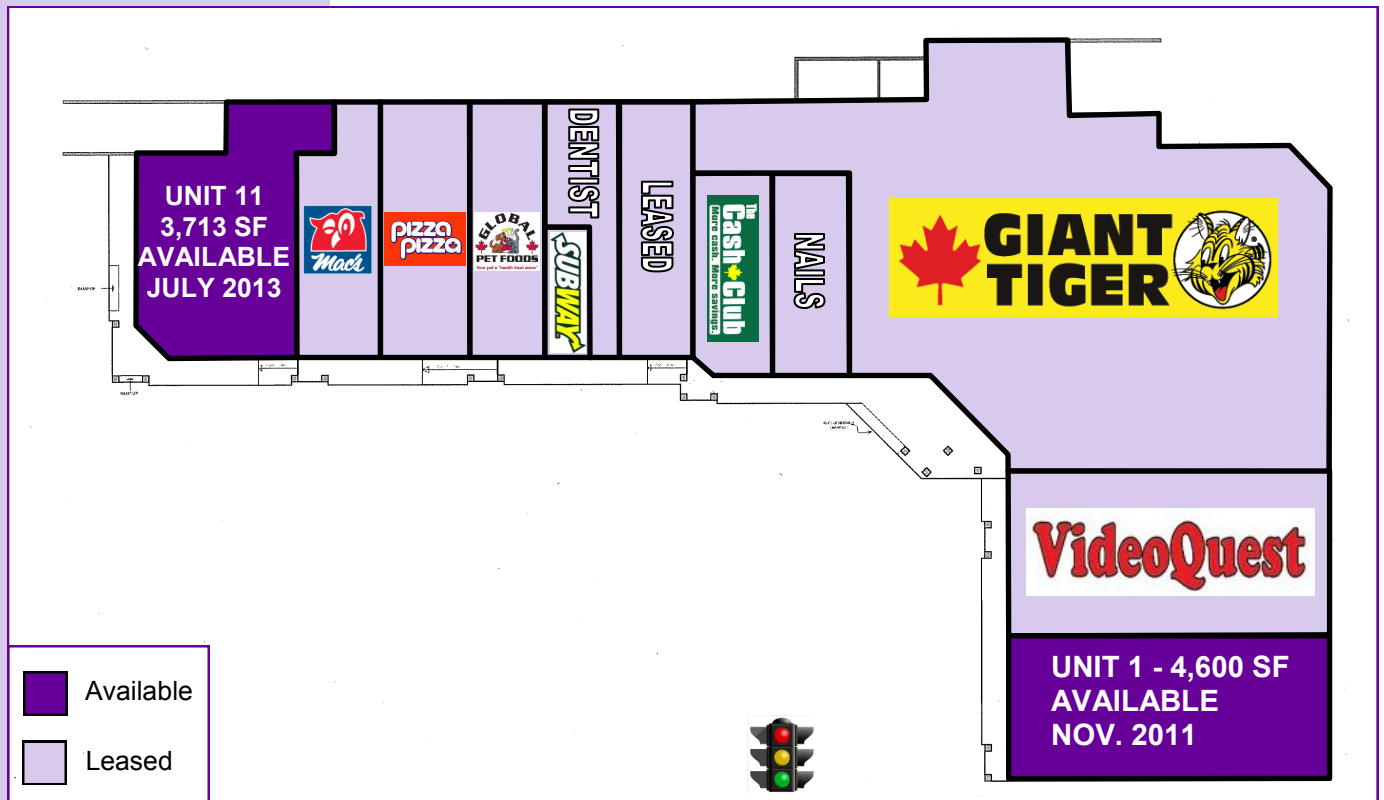 UNIT 11
3,713 SF
AVAILABLE
JULY 2013
Mac's
pizza
pizza
GLOBAL
PET FOODS
Your pet's "health food store"
DENTIST
SUBWAY
LEASED
The
Cash Club
More cash. More savings.
NAILS
GIANT
TIGER
VideoQuest
UNIT 1 - 4,600 SF
AVAILABLE
NOV. 2011
Available
Leased